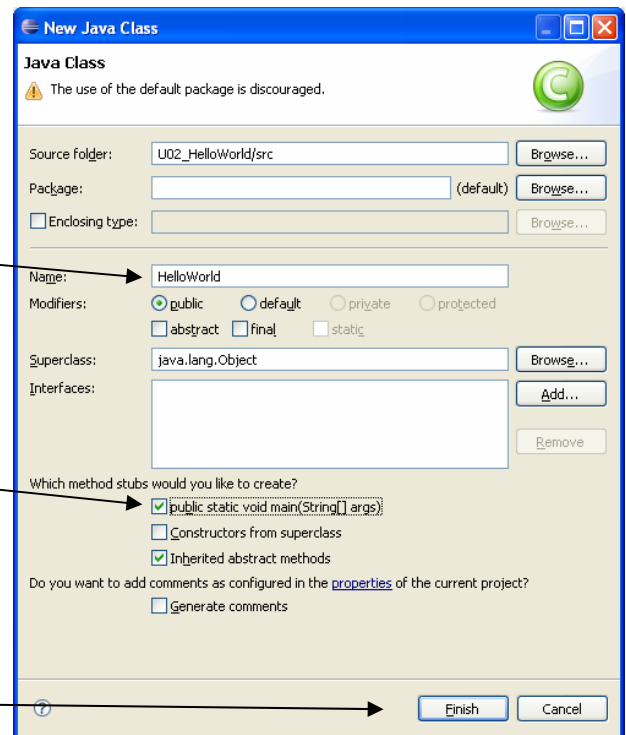 New Java Class
Java Class
The use of the default package is discouraged.
Source folder: U02_HelloWorld/src Browse...
Package: (default) Browse...
Enclosing type: Browse...
Name: HelloWorld
Modifiers: public default private protected
abstract final static
Superclass: java.lang.Object Browse...
Interfaces: Add...
Remove
Which method stubs would you like to create?
public static void main(String[] args)
Constructors from superclass
Inherited abstract methods
Do you want to add comments as configured in the properties of the current project?
Generate comments
? Finish Cancel